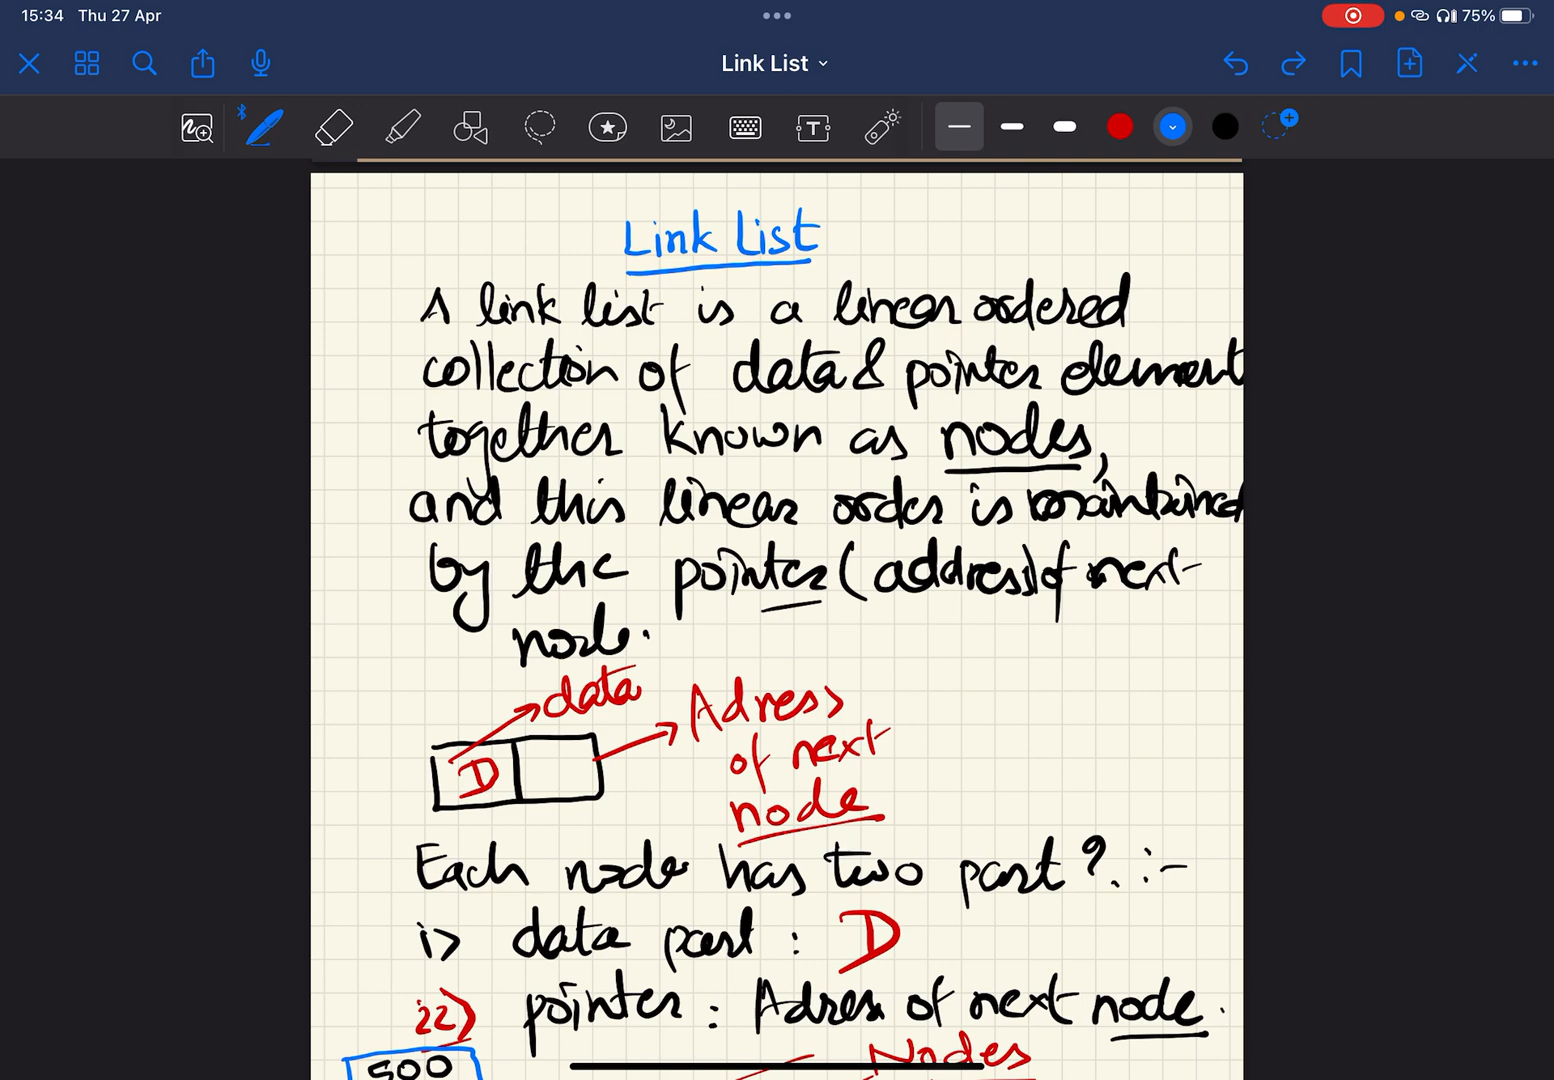 15:34 Thu 27 Apr
75%
Link List
T
Link List
A link list is a linear ordered
collection of data & pointer element
together known as nodes,
and this linear order is maintained
by the pointer (address) of next
node.
data
Adress
of next
node
D
Each node has two part ? :-
i> data part : D
ii) pointer : Adress of next node.
500
Nodes